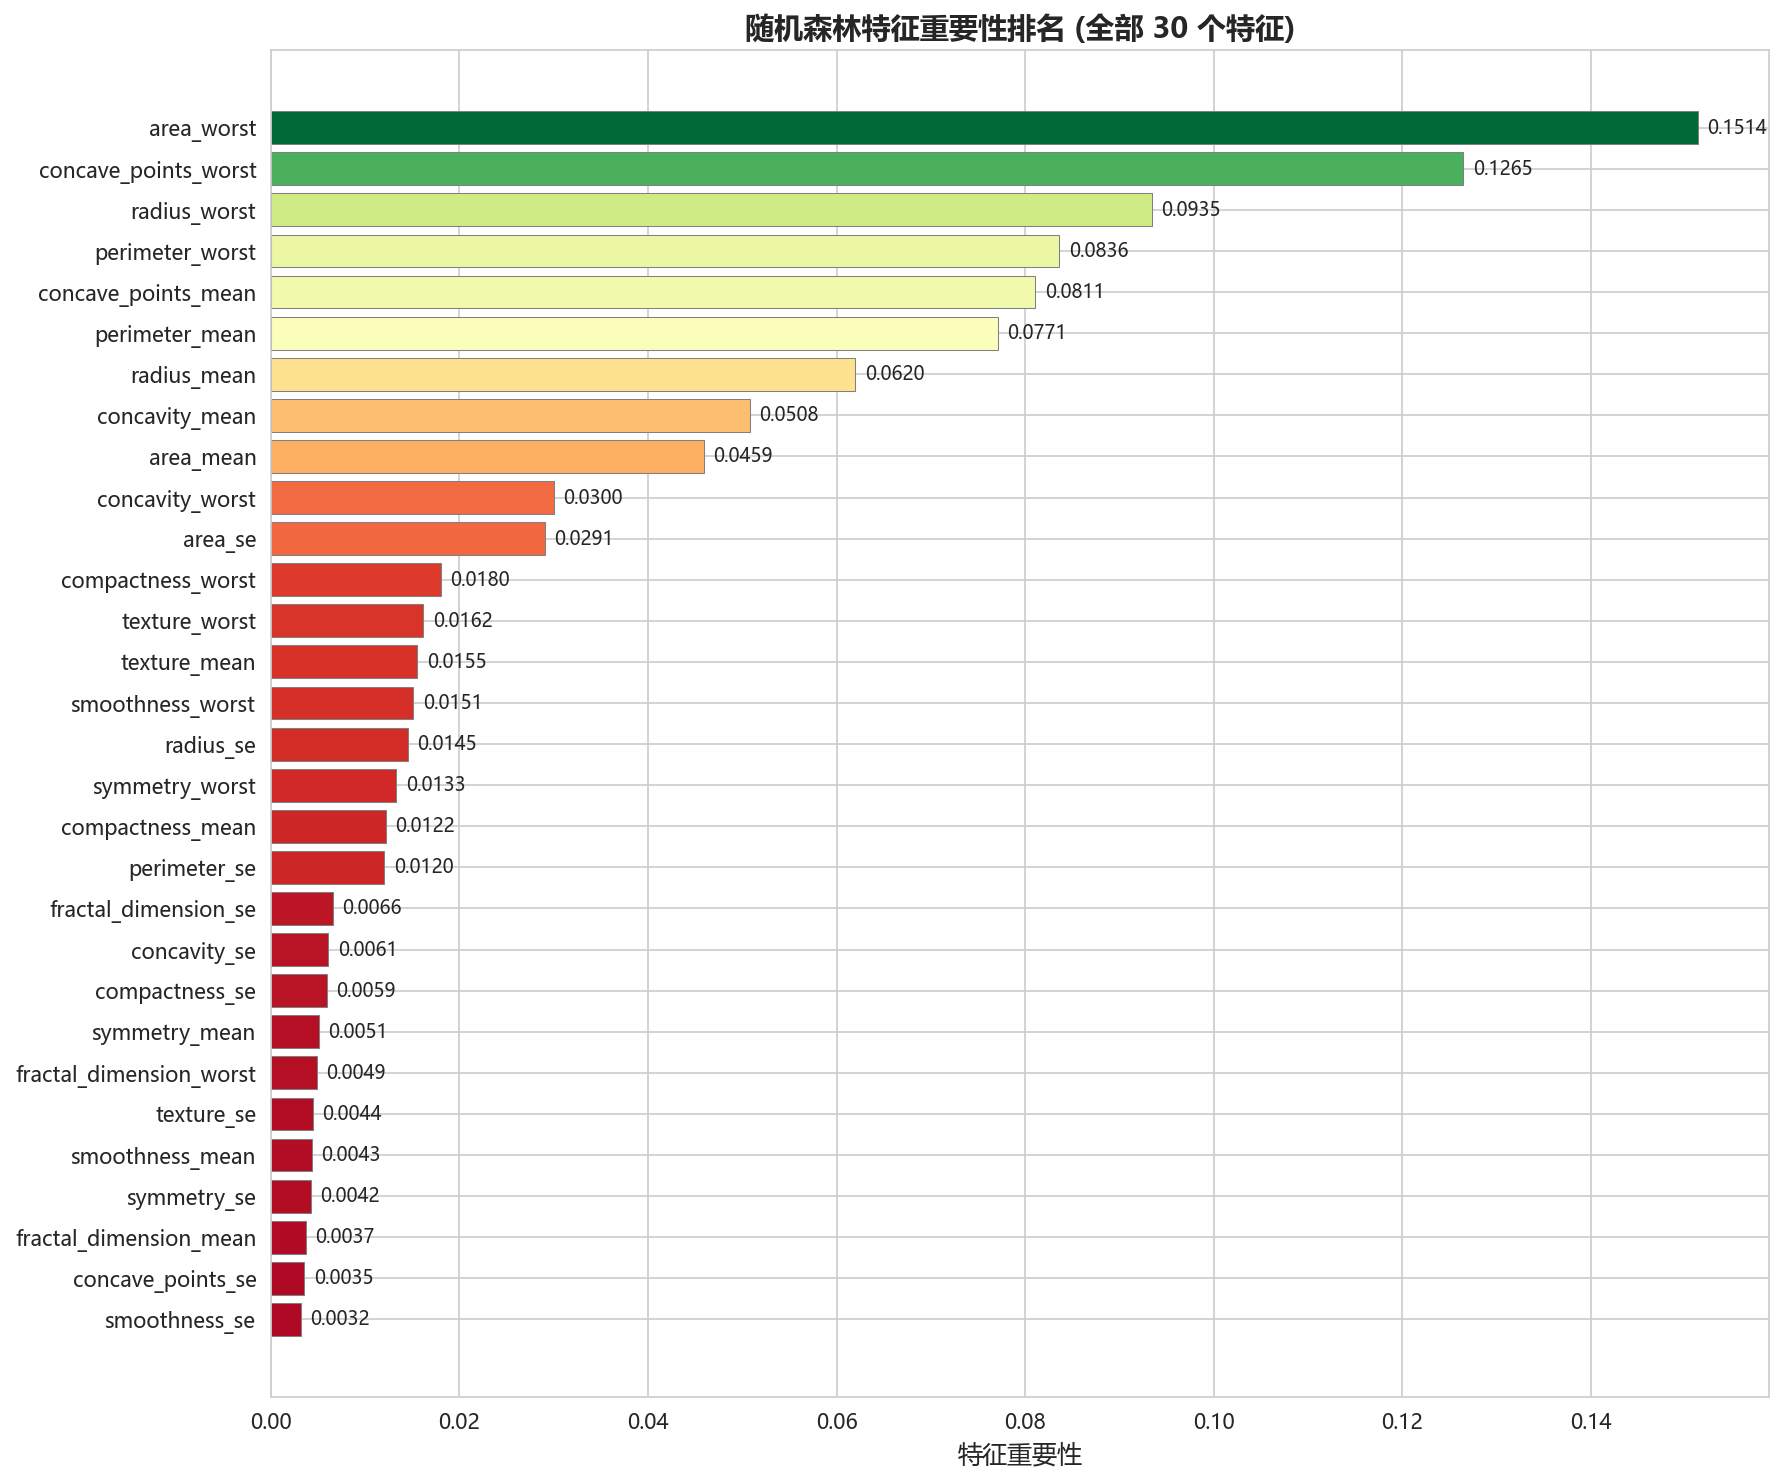 随机森林特征重要性排名 (全部 30 个特征)
area_worst 0.1514
concave_points_worst 0.1265
radius_worst 0.0935
perimeter_worst 0.0836
concave_points_mean 0.0811
perimeter_mean 0.0771
radius_mean 0.0620
concavity_mean 0.0508
area_mean 0.0459
concavity_worst 0.0300
area_se 0.0291
compactness_worst 0.0180
texture_worst 0.0162
texture_mean 0.0155
smoothness_worst 0.0151
radius_se 0.0145
symmetry_worst 0.0133
compactness_mean 0.0122
perimeter_se 0.0120
fractal_dimension_se 0.0066
concavity_se 0.0061
compactness_se 0.0059
symmetry_mean 0.0051
fractal_dimension_worst 0.0049
texture_se 0.0044
smoothness_mean 0.0043
symmetry_se 0.0042
fractal_dimension_mean 0.0037
concave_points_se 0.0035
smoothness_se 0.0032
0.00 0.02 0.04 0.06 0.08 0.10 0.12 0.14
特征重要性